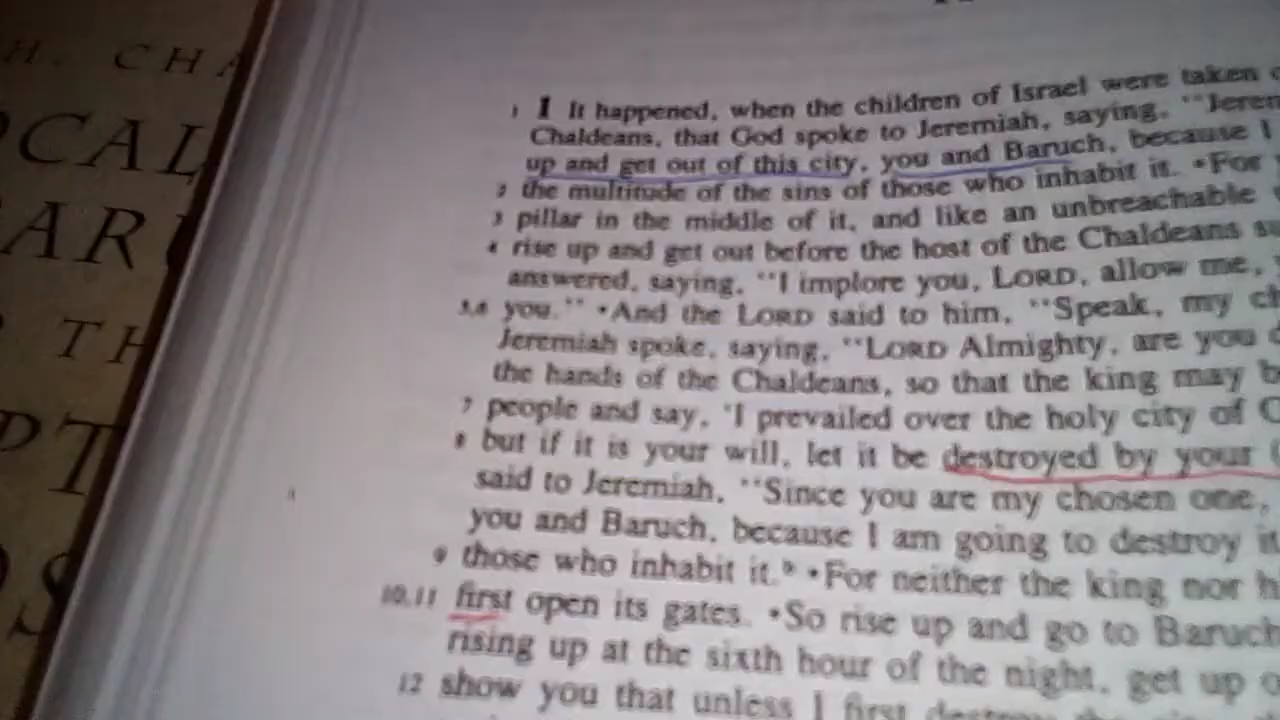 H. CHA
OCAL
AR
TH
PT
OS
1 I It happened, when the children of Israel were taken
Chaldeans, that God spoke to Jeremiah, saying, "Jerem
up and get out of this city, you and Baruch, because I
2 the multitude of the sins of those who inhabit it. •For
3 pillar in the middle of it, and like an unbreachable
4 rise up and get out before the host of the Chaldeans su
answered, saying, "I implore you, LORD, allow me,
5,6 you." •And the LORD said to him, "Speak, my ch
Jeremiah spoke, saying, "LORD Almighty, are you
the hands of the Chaldeans, so that the king may b
7 people and say, 'I prevailed over the holy city of G
8 but if it is your will, let it be destroyed by your
said to Jeremiah, "Since you are my chosen one,
you and Baruch, because I am going to destroy it
9 those who inhabit it." b •For neither the king nor h
10,11 first open its gates. •So rise up and go to Baruch
rising up at the sixth hour of the night, get up o
12 show you that unless I first destroy